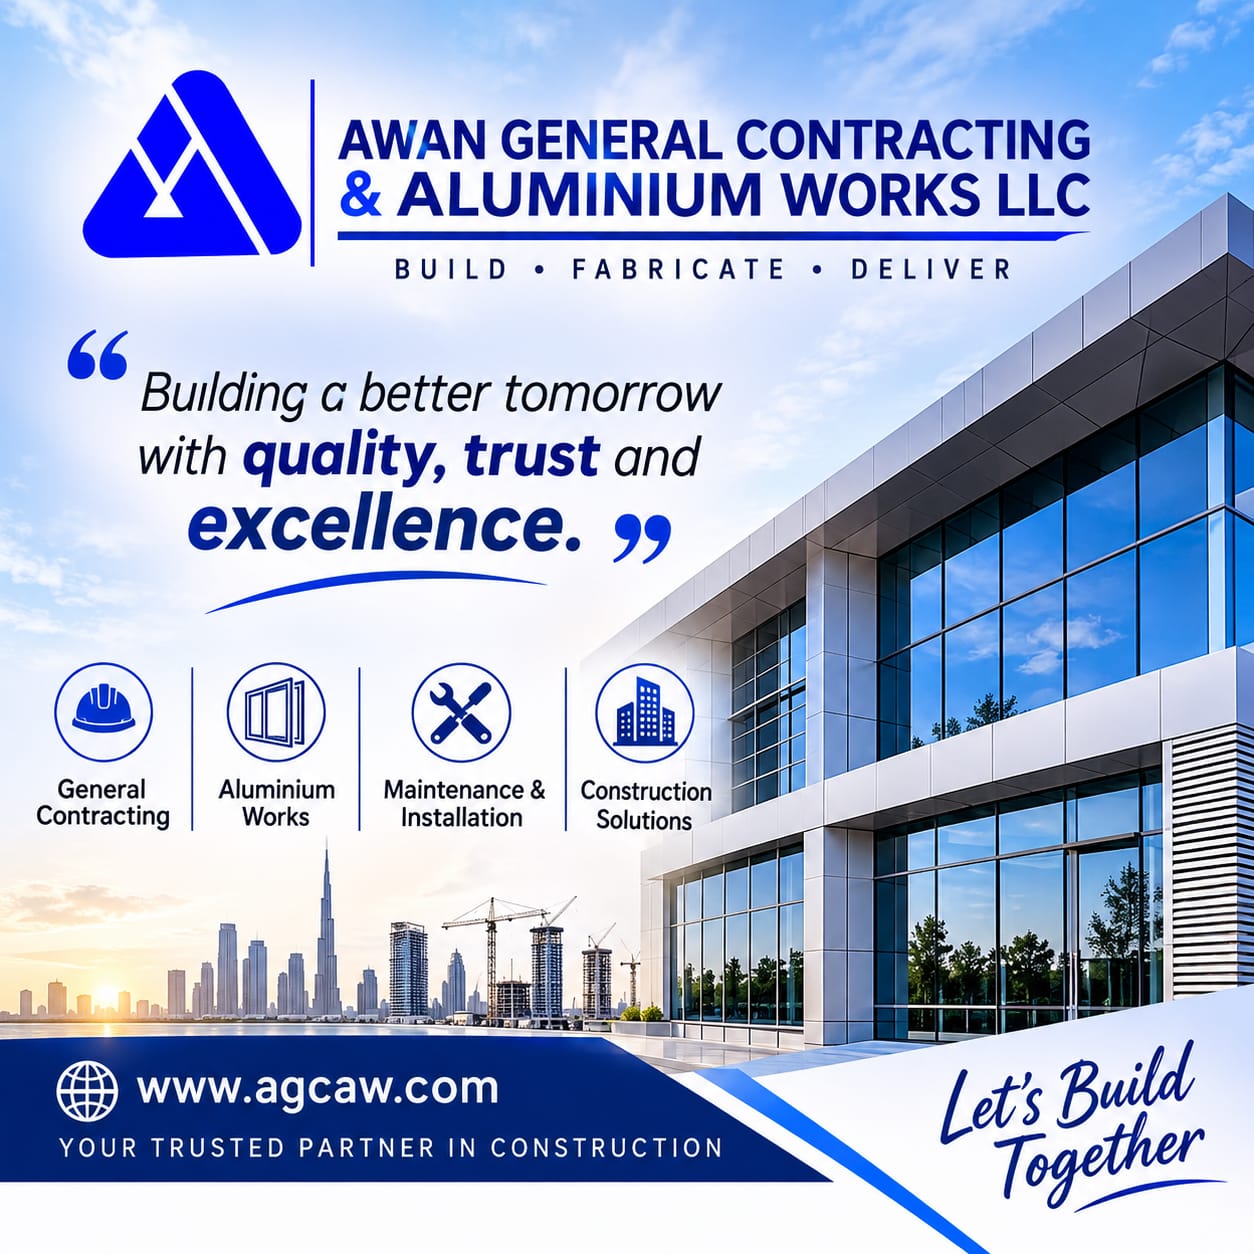 AWAN GENERAL CONTRACTING
& ALUMINIUM WORKS LLC
BUILD • FABRICATE • DELIVER
“Building a better tomorrow
with quality, trust and
excellence.”
General
Contracting
Aluminium
Works
Maintenance &
Installation
Construction
Solutions
www.agcaw.com
YOUR TRUSTED PARTNER IN CONSTRUCTION
Let's Build
Together